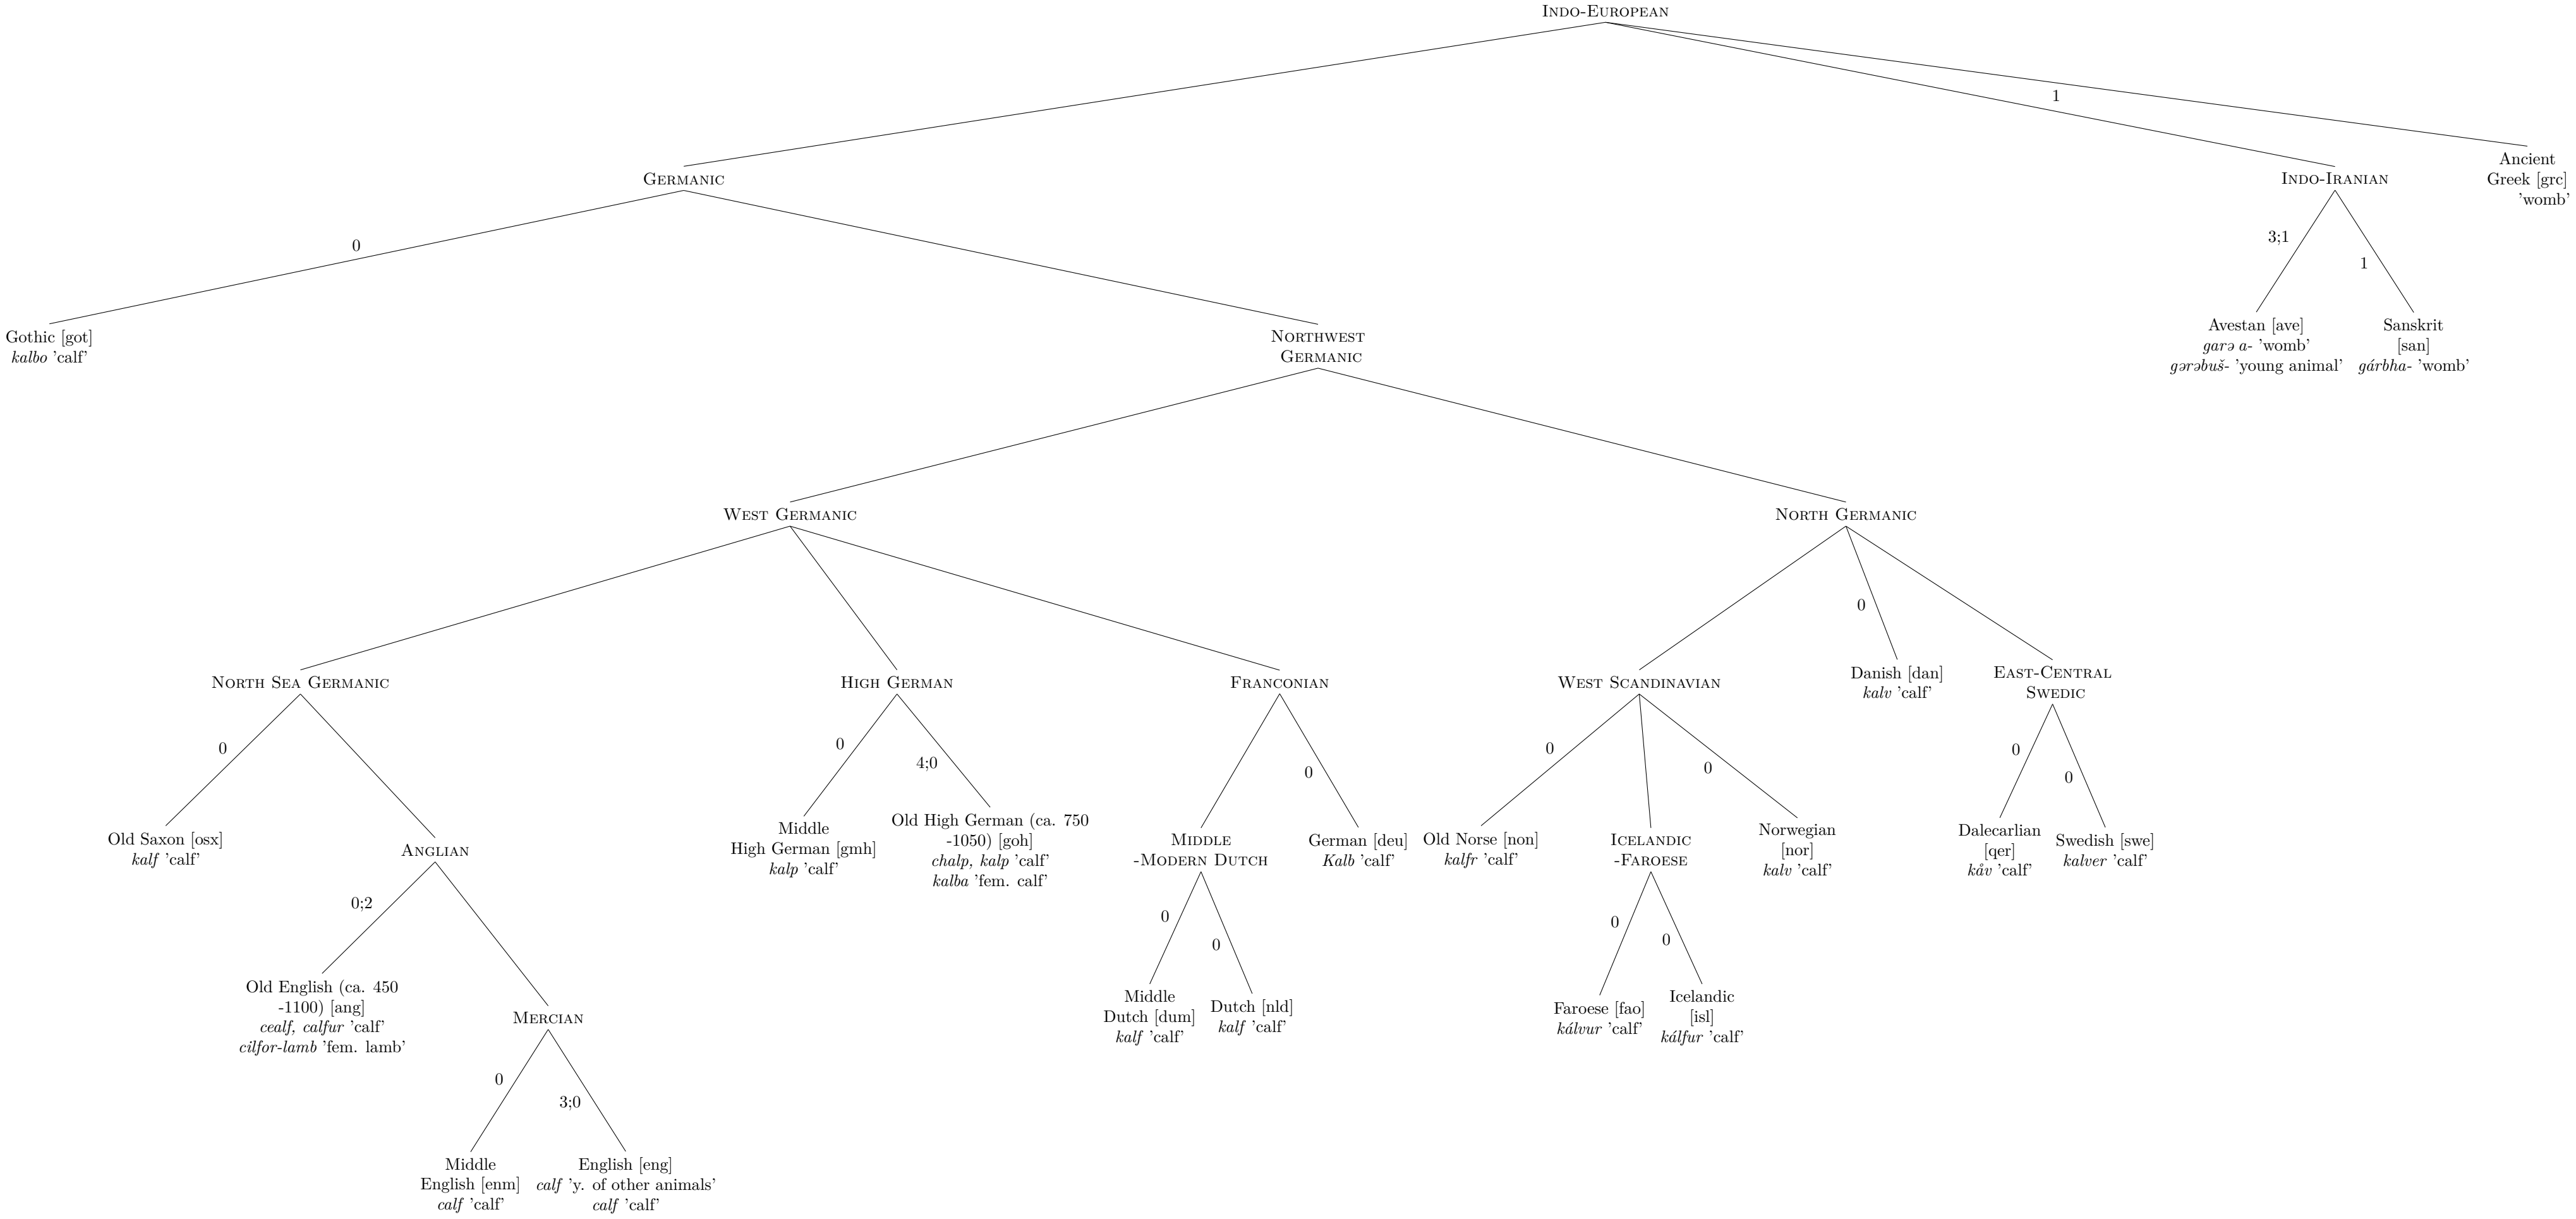 Indo-European
1
Germanic
Indo-Iranian
Ancient
Greek [grc]
'womb'
0
3;1
1
Gothic [got]
kalbo 'calf'
Northwest
Germanic
Avestan [ave]
garə a- 'womb'
gərəbuš- 'young animal'
Sanskrit
[san]
gárbha- 'womb'
West Germanic
North Germanic
0
North Sea Germanic
High German
Franconian
West Scandinavian
Danish [dan]
kalv 'calf'
East-Central
Swedic
0
0
4;0
0
0
0
0
0
Old Saxon [osx]
kalf 'calf'
Anglian
Middle
High German [gmh]
kalp 'calf'
Old High German (ca. 750
-1050) [goh]
chalp, kalp 'calf'
kalba 'fem. calf'
Middle
-Modern Dutch
German [deu]
Kalb 'calf'
Old Norse [non]
kalfr 'calf'
Icelandic
-Faroese
Norwegian
[nor]
kalv 'calf'
Dalecarlian
[qer]
kåv 'calf'
Swedish [swe]
kalver 'calf'
0;2
0
0
0
0
Old English (ca. 450
-1100) [ang]
cealf, calfur 'calf'
cilfor-lamb 'fem. lamb'
Mercian
Middle
Dutch [dum]
kalf 'calf'
Dutch [nld]
kalf 'calf'
Faroese [fao]
kálvur 'calf'
Icelandic
[isl]
kálfur 'calf'
0
3;0
Middle
English [enm]
calf 'calf'
English [eng]
calf 'y. of other animals'
calf 'calf'